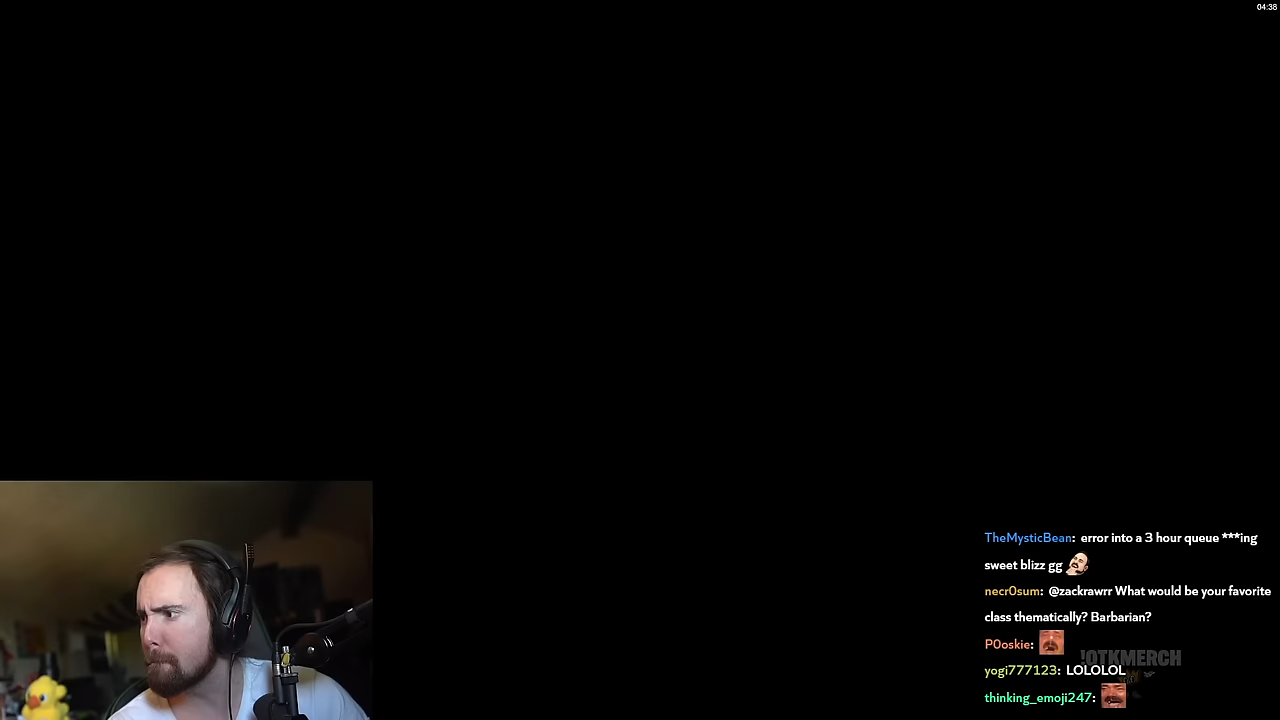 04:38
TheMysticBean: error into a 3 hour queue ***ing
sweet blizz gg
necr0sum: @zackrawrr What would be your favorite
class thematically? Barbarian?
P0oskie:
!OTKMERCH
yogi777123: LOLOLOL
thinking_emoji247: